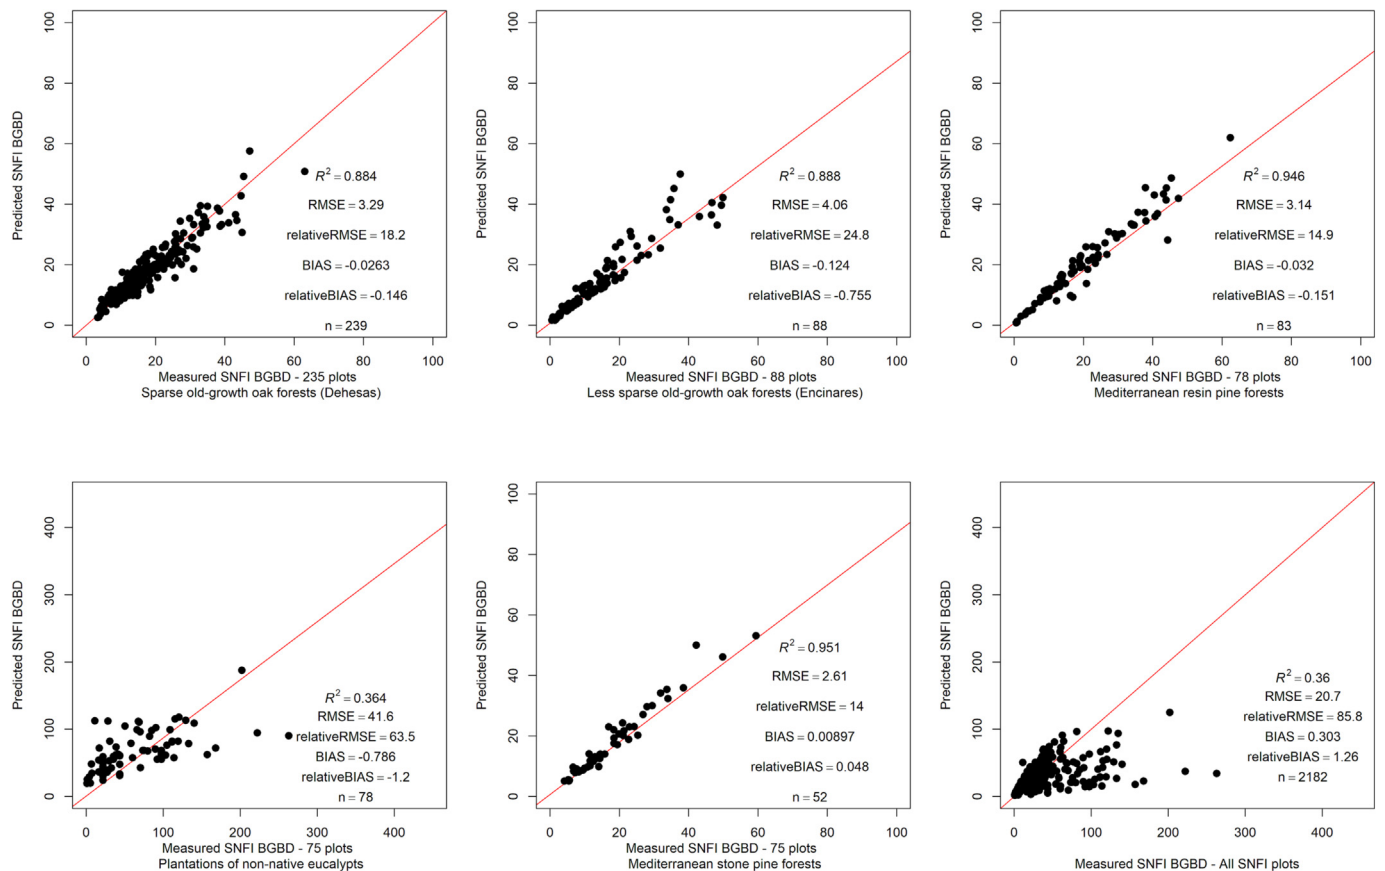 Predicted SNFI BGBD
0 20 40 60 80 100
R² = 0.884
RMSE = 3.29
relativeRMSE = 18.2
BIAS = -0.0263
relativeBIAS = -0.146
n = 239
0 20 40 60 80 100
Measured SNFI BGBD - 235 plots
Sparse old-growth oak forests (Dehesas)
Predicted SNFI BGBD
0 20 40 60 80 100
R² = 0.888
RMSE = 4.06
relativeRMSE = 24.8
BIAS = -0.124
relativeBIAS = -0.755
n = 88
0 20 40 60 80 100
Measured SNFI BGBD - 88 plots
Less sparse old-growth oak forests (Encinares)
Predicted SNFI BGBD
0 20 40 60 80 100
R² = 0.946
RMSE = 3.14
relativeRMSE = 14.9
BIAS = -0.032
relativeBIAS = -0.151
n = 83
0 20 40 60 80 100
Measured SNFI BGBD - 78 plots
Mediterranean resin pine forests
Predicted SNFI BGBD
0 100 200 300 400
R² = 0.364
RMSE = 41.6
relativeRMSE = 63.5
BIAS = -0.786
relativeBIAS = -1.2
n = 78
0 100 200 300 400
Measured SNFI BGBD - 75 plots
Plantations of non-native eucalypts
Predicted SNFI BGBD
0 20 40 60 80 100
R² = 0.951
RMSE = 2.61
relativeRMSE = 14
BIAS = 0.00897
relativeBIAS = 0.048
n = 52
0 20 40 60 80 100
Measured SNFI BGBD - 75 plots
Mediterranean stone pine forests
Predicted SNFI BGBD
0 100 200 300 400
R² = 0.36
RMSE = 20.7
relativeRMSE = 85.8
BIAS = 0.303
relativeBIAS = 1.26
n = 2182
0 100 200 300 400
Measured SNFI BGBD - All SNFI plots